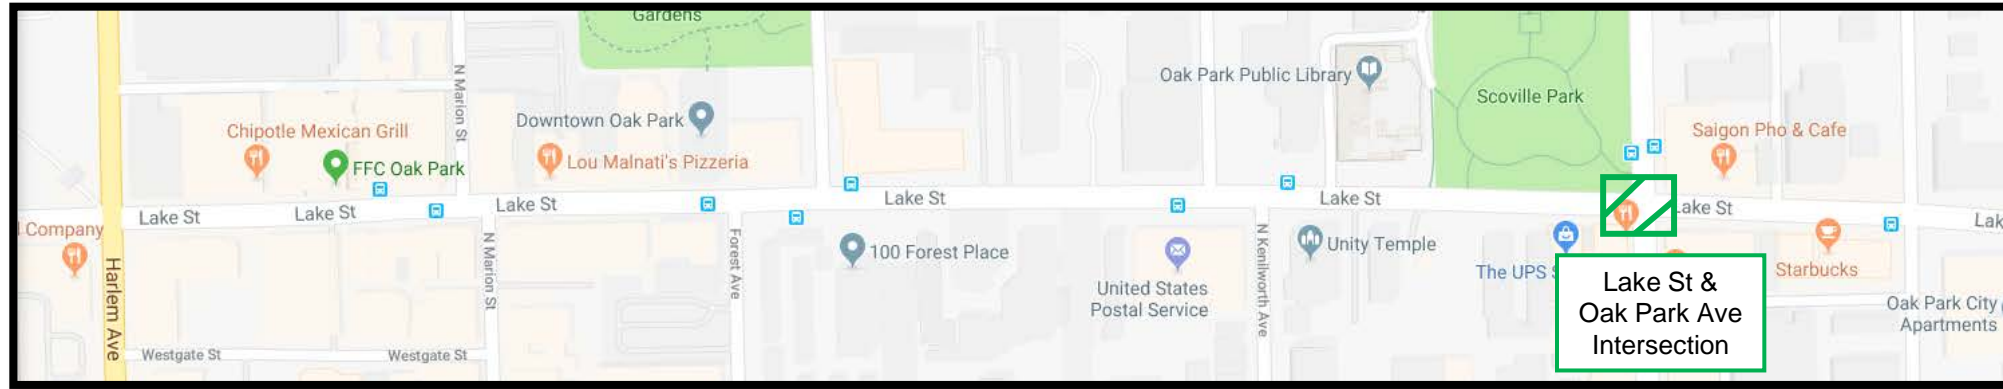 Gardens
N Marion St
Oak Park Public Library
Scoville Park
Downtown Oak Park
Chipotle Mexican Grill
Saigon Pho & Cafe
Lou Malnati's Pizzeria
FFC Oak Park
Lake St
Lake St
Lake St
Lake St
Lake St
Lake St
Lak
Company
Harlem Ave
N Marion St
Forest Ave
100 Forest Place
N Kenilworth Ave
Unity Temple
United States
Postal Service
The UPS S
Starbucks
Lake St &
Oak Park Ave
Intersection
Oak Park City
Apartments
Westgate St
Westgate St